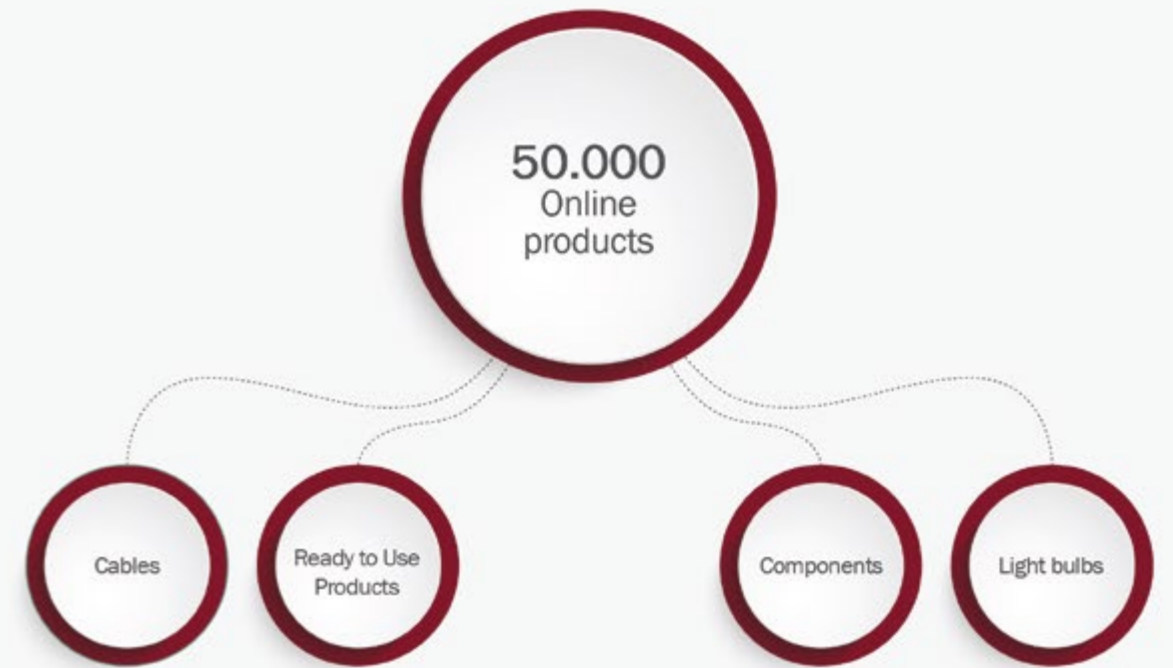 50.000
Online
products
Cables
Ready to Use
Products
Components
Light bulbs